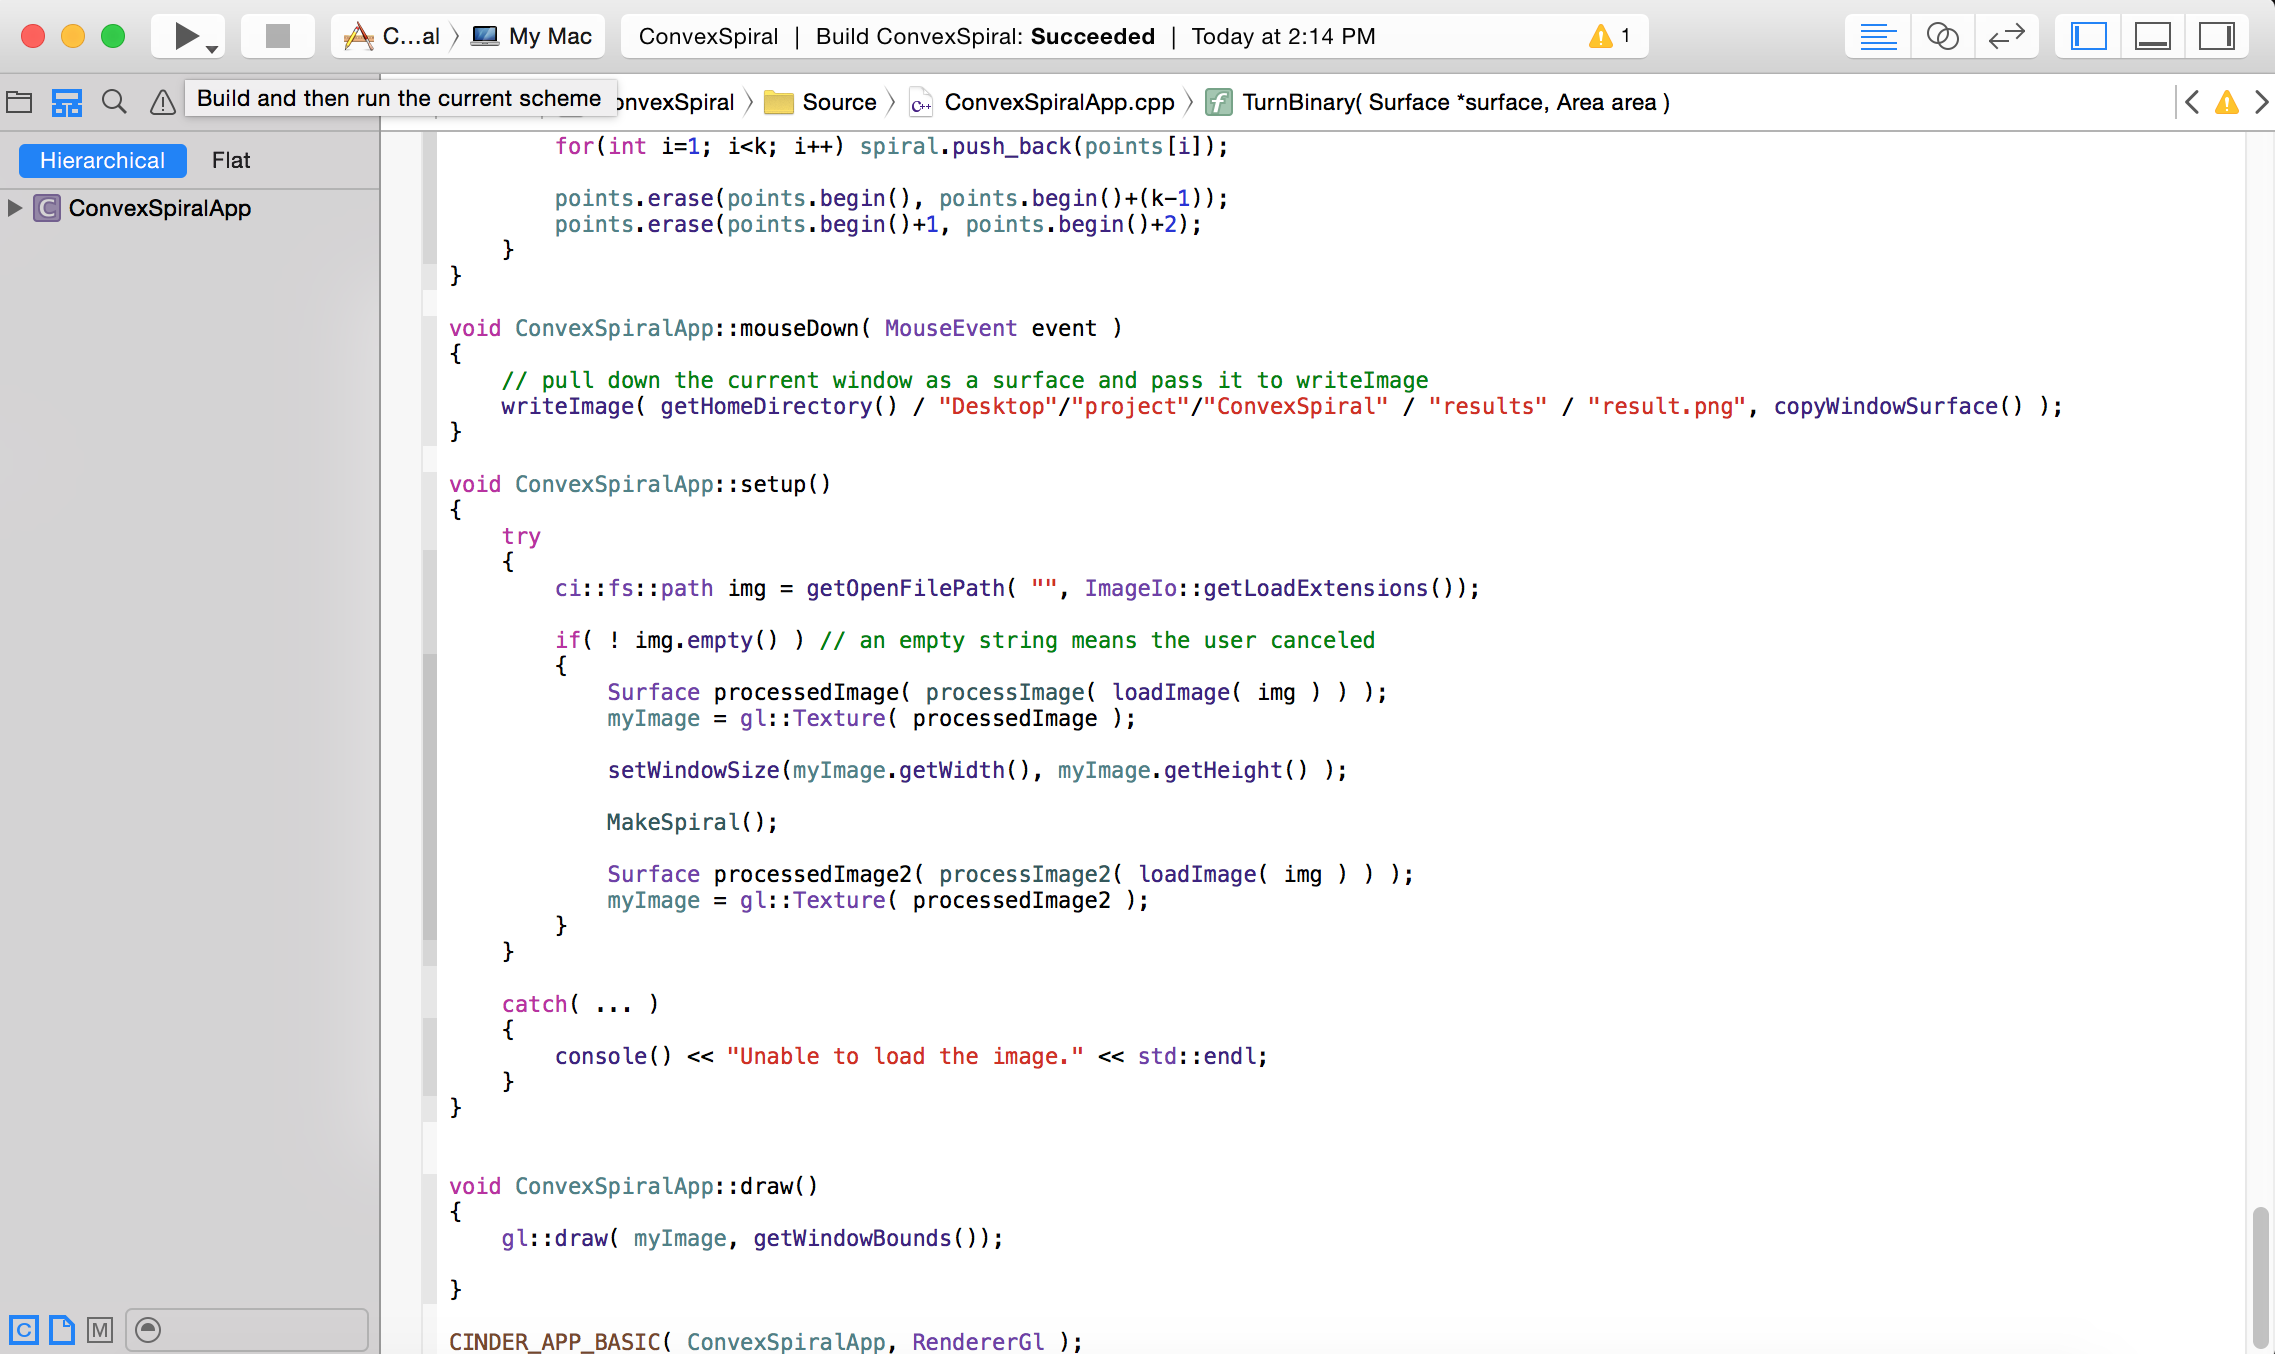 C...al My Mac ConvexSpiral | Build ConvexSpiral: Succeeded | Today at 2:14 PM 1
Build and then run the current scheme
onvexSpiral Source C++ ConvexSpiralApp.cpp f TurnBinary( Surface *surface, Area area )
Hierarchical Flat
C ConvexSpiralApp
for(int i=1; i<k; i++) spiral.push_back(points[i]);
points.erase(points.begin(), points.begin()+(k-1));
points.erase(points.begin()+1, points.begin()+2);
}
}
void ConvexSpiralApp::mouseDown( MouseEvent event )
{
// pull down the current window as a surface and pass it to writeImage
writeImage( getHomeDirectory() / "Desktop"/"project"/"ConvexSpiral" / "results" / "result.png", copyWindowSurface() );
}
void ConvexSpiralApp::setup()
{
try
{
ci::fs::path img = getOpenFilePath( "", ImageIo::getLoadExtensions());
if( ! img.empty() ) // an empty string means the user canceled
{
Surface processedImage( processImage( loadImage( img ) ) );
myImage = gl::Texture( processedImage );
setWindowSize(myImage.getWidth(), myImage.getHeight() );
MakeSpiral();
Surface processedImage2( processImage2( loadImage( img ) ) );
myImage = gl::Texture( processedImage2 );
}
}
catch( ... )
{
console() << "Unable to load the image." << std::endl;
}
}
void ConvexSpiralApp::draw()
{
gl::draw( myImage, getWindowBounds());
}
CINDER_APP_BASIC( ConvexSpiralApp, RendererGl );
C M